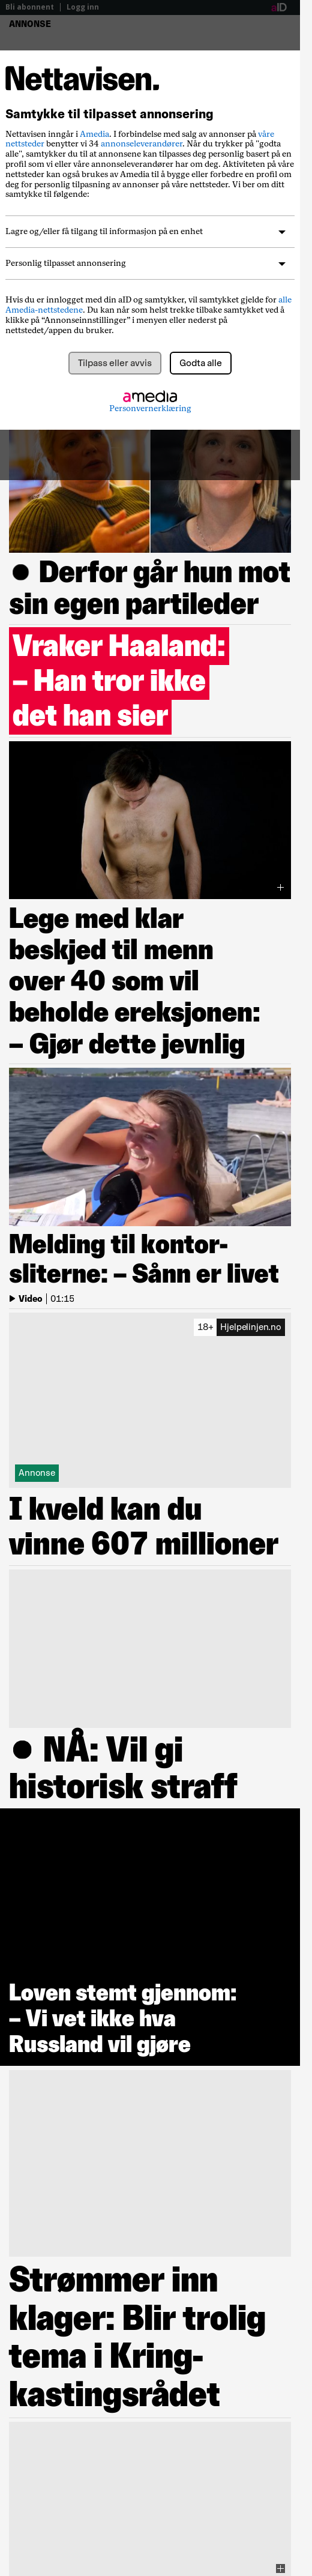 Bli abonnent | Logg inn
aID
ANNONSE
Nettavisen.
Samtykke til tilpasset annonsering
Nettavisen inngår i Amedia. I forbindelse med salg av annonser på våre
nettsteder benytter vi 34 annonseleverandører. Når du trykker på "godta
alle", samtykker du til at annonsene kan tilpasses deg personlig basert på en
profil som vi eller våre annonseleverandører har om deg. Aktiviteten på våre
nettsteder kan også brukes av Amedia til å bygge eller forbedre en profil om
deg for personlig tilpasning av annonser på våre nettsteder. Vi ber om ditt
samtykke til følgende:
Lagre og/eller få tilgang til informasjon på en enhet
Personlig tilpasset annonsering
Hvis du er innlogget med din aID og samtykker, vil samtykket gjelde for alle
Amedia-nettstedene. Du kan når som helst trekke tilbake samtykket ved å
klikke på “Annonseinnstillinger” i menyen eller nederst på
nettstedet/appen du bruker.
Tilpass eller avvis
Godta alle
amedia
Personvernerklæring
● Derfor går hun mot
sin egen partileder
Vraker Haaland:
– Han tror ikke
det han sier
Lege med klar
beskjed til menn
over 40 som vil
beholde ereksjonen:
– Gjør dette jevnlig
Melding til kontor-
sliterne: – Sånn er livet
Video | 01:15
18+ Hjelpelinjen.no
Annonse
I kveld kan du
vinne 607 millioner
● NÅ: Vil gi
historisk straff
Loven stemt gjennom:
– Vi vet ikke hva
Russland vil gjøre
Strømmer inn
klager: Blir trolig
tema i Kring-
kastingsrådet